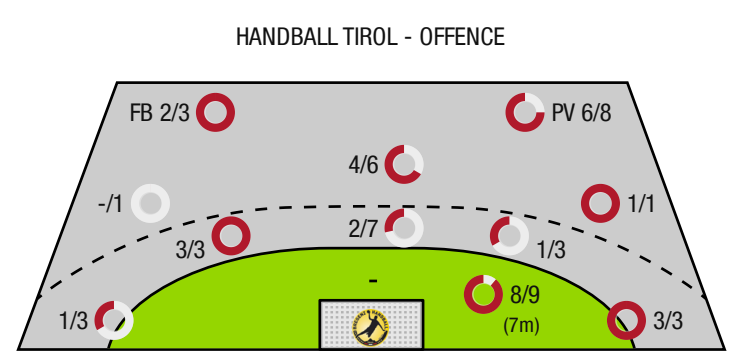 HANDBALL TIROL - OFFENCE
FB 2/3
PV 6/8
4/6
-/1
1/1
2/7
3/3
1/3
-
8/9
(7m)
1/3
3/3